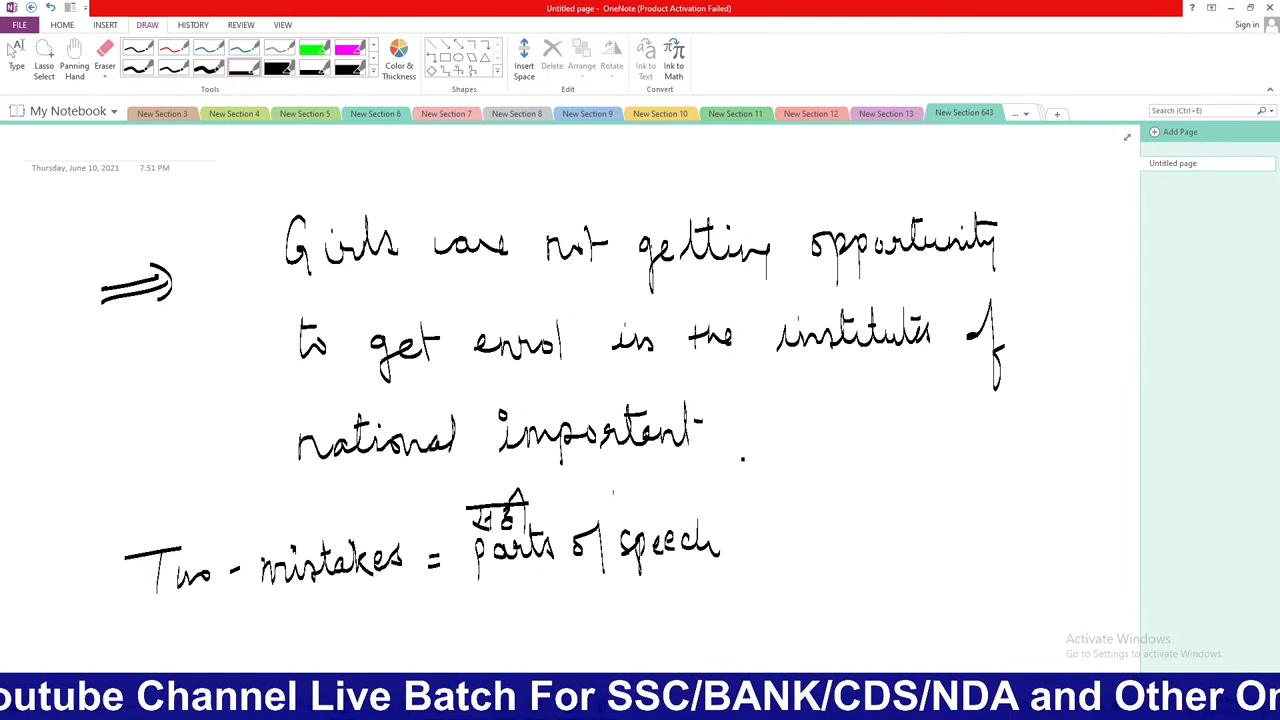 Untitled page - OneNote (Product Activation Failed)
FILE HOME INSERT DRAW HISTORY REVIEW VIEW Sign in
Type Lasso Select Panning Hand Eraser Color & Thickness Insert Space Delete Arrange Rotate Ink to Text Ink to Math
Tools Shapes Edit Convert
My Notebook New Section 3 New Section 4 New Section 5 New Section 6 New Section 7 New Section 8 New Section 9 New Section 10 New Section 11 New Section 12 New Section 13 New Section 643 ... Search (Ctrl+E)
Add Page
Untitled page
Thursday, June 10, 2021 7:51 PM
Girls are not getting opportunity
⇒
to get enrol in the institutes of
national important .
सही
Two - mistakes = parts of speech
Activate Windows
Go to Settings to activate Windows.
outube Channel Live Batch For SSC/BANK/CDS/NDA and Other On